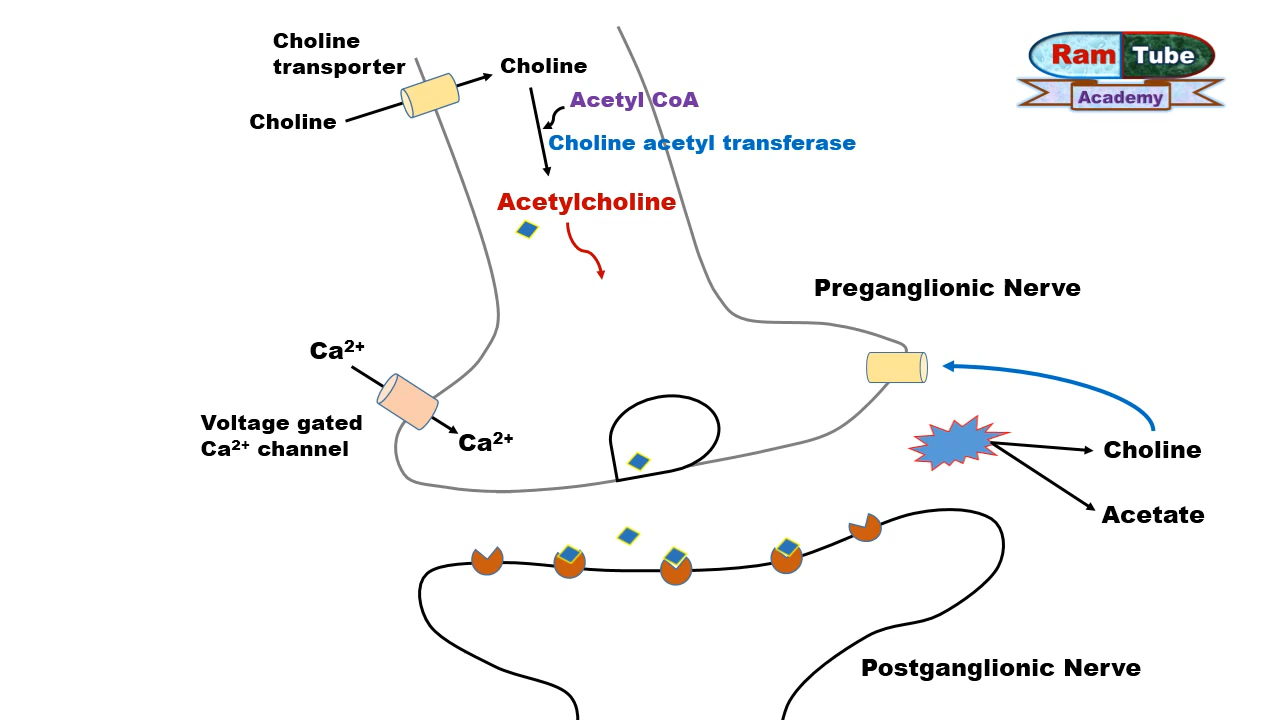 Choline
transporter
Choline
Choline
Acetyl CoA
Choline acetyl transferase
Acetylcholine
Ram Tube
Academy
Preganglionic Nerve
Ca²⁺
Voltage gated
Ca²⁺ channel
Ca²⁺
Choline
Acetate
Postganglionic Nerve